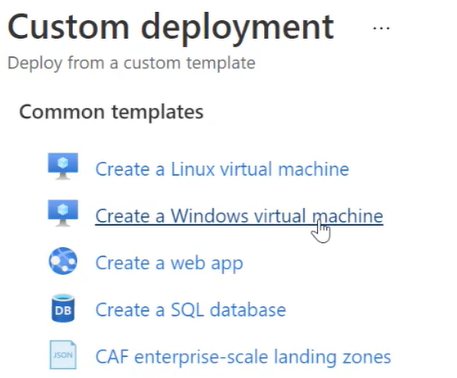 Custom deployment ...
Deploy from a custom template
Common templates
Create a Linux virtual machine
Create a Windows virtual machine
Create a web app
DB Create a SQL database
JSON CAF enterprise-scale landing zones